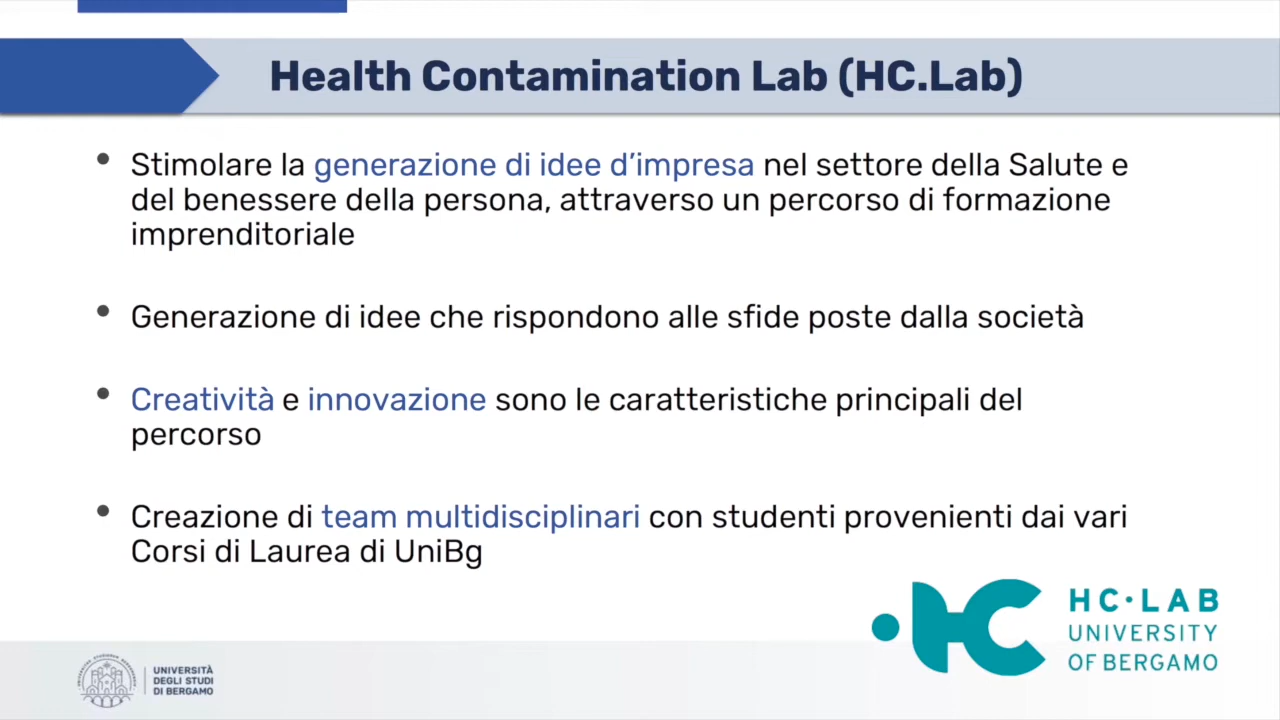 Health Contamination Lab (HC.Lab)
• Stimolare la generazione di idee d’impresa nel settore della Salute e
del benessere della persona, attraverso un percorso di formazione
imprenditoriale
• Generazione di idee che rispondono alle sfide poste dalla società
• Creatività e innovazione sono le caratteristiche principali del
percorso
• Creazione di team multidisciplinari con studenti provenienti dai vari
Corsi di Laurea di UniBg
HC
HC·LAB
UNIVERSITY
OF BERGAMO
UNIVERSITÀ
DEGLI STUDI
DI BERGAMO